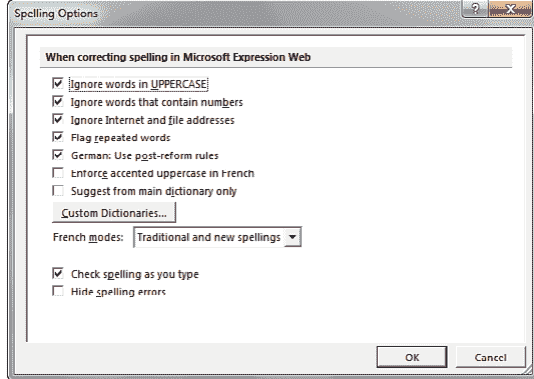 Spelling Options
When correcting spelling in Microsoft Expression Web
Ignore words in UPPERCASE
Ignore words that contain numbers
Ignore Internet and file addresses
Flag repeated words
German: Use post-reform rules
Enforce accented uppercase in French
Suggest from main dictionary only
Custom Dictionaries...
French modes: Traditional and new spellings
Check spelling as you type
Hide spelling errors
OK Cancel